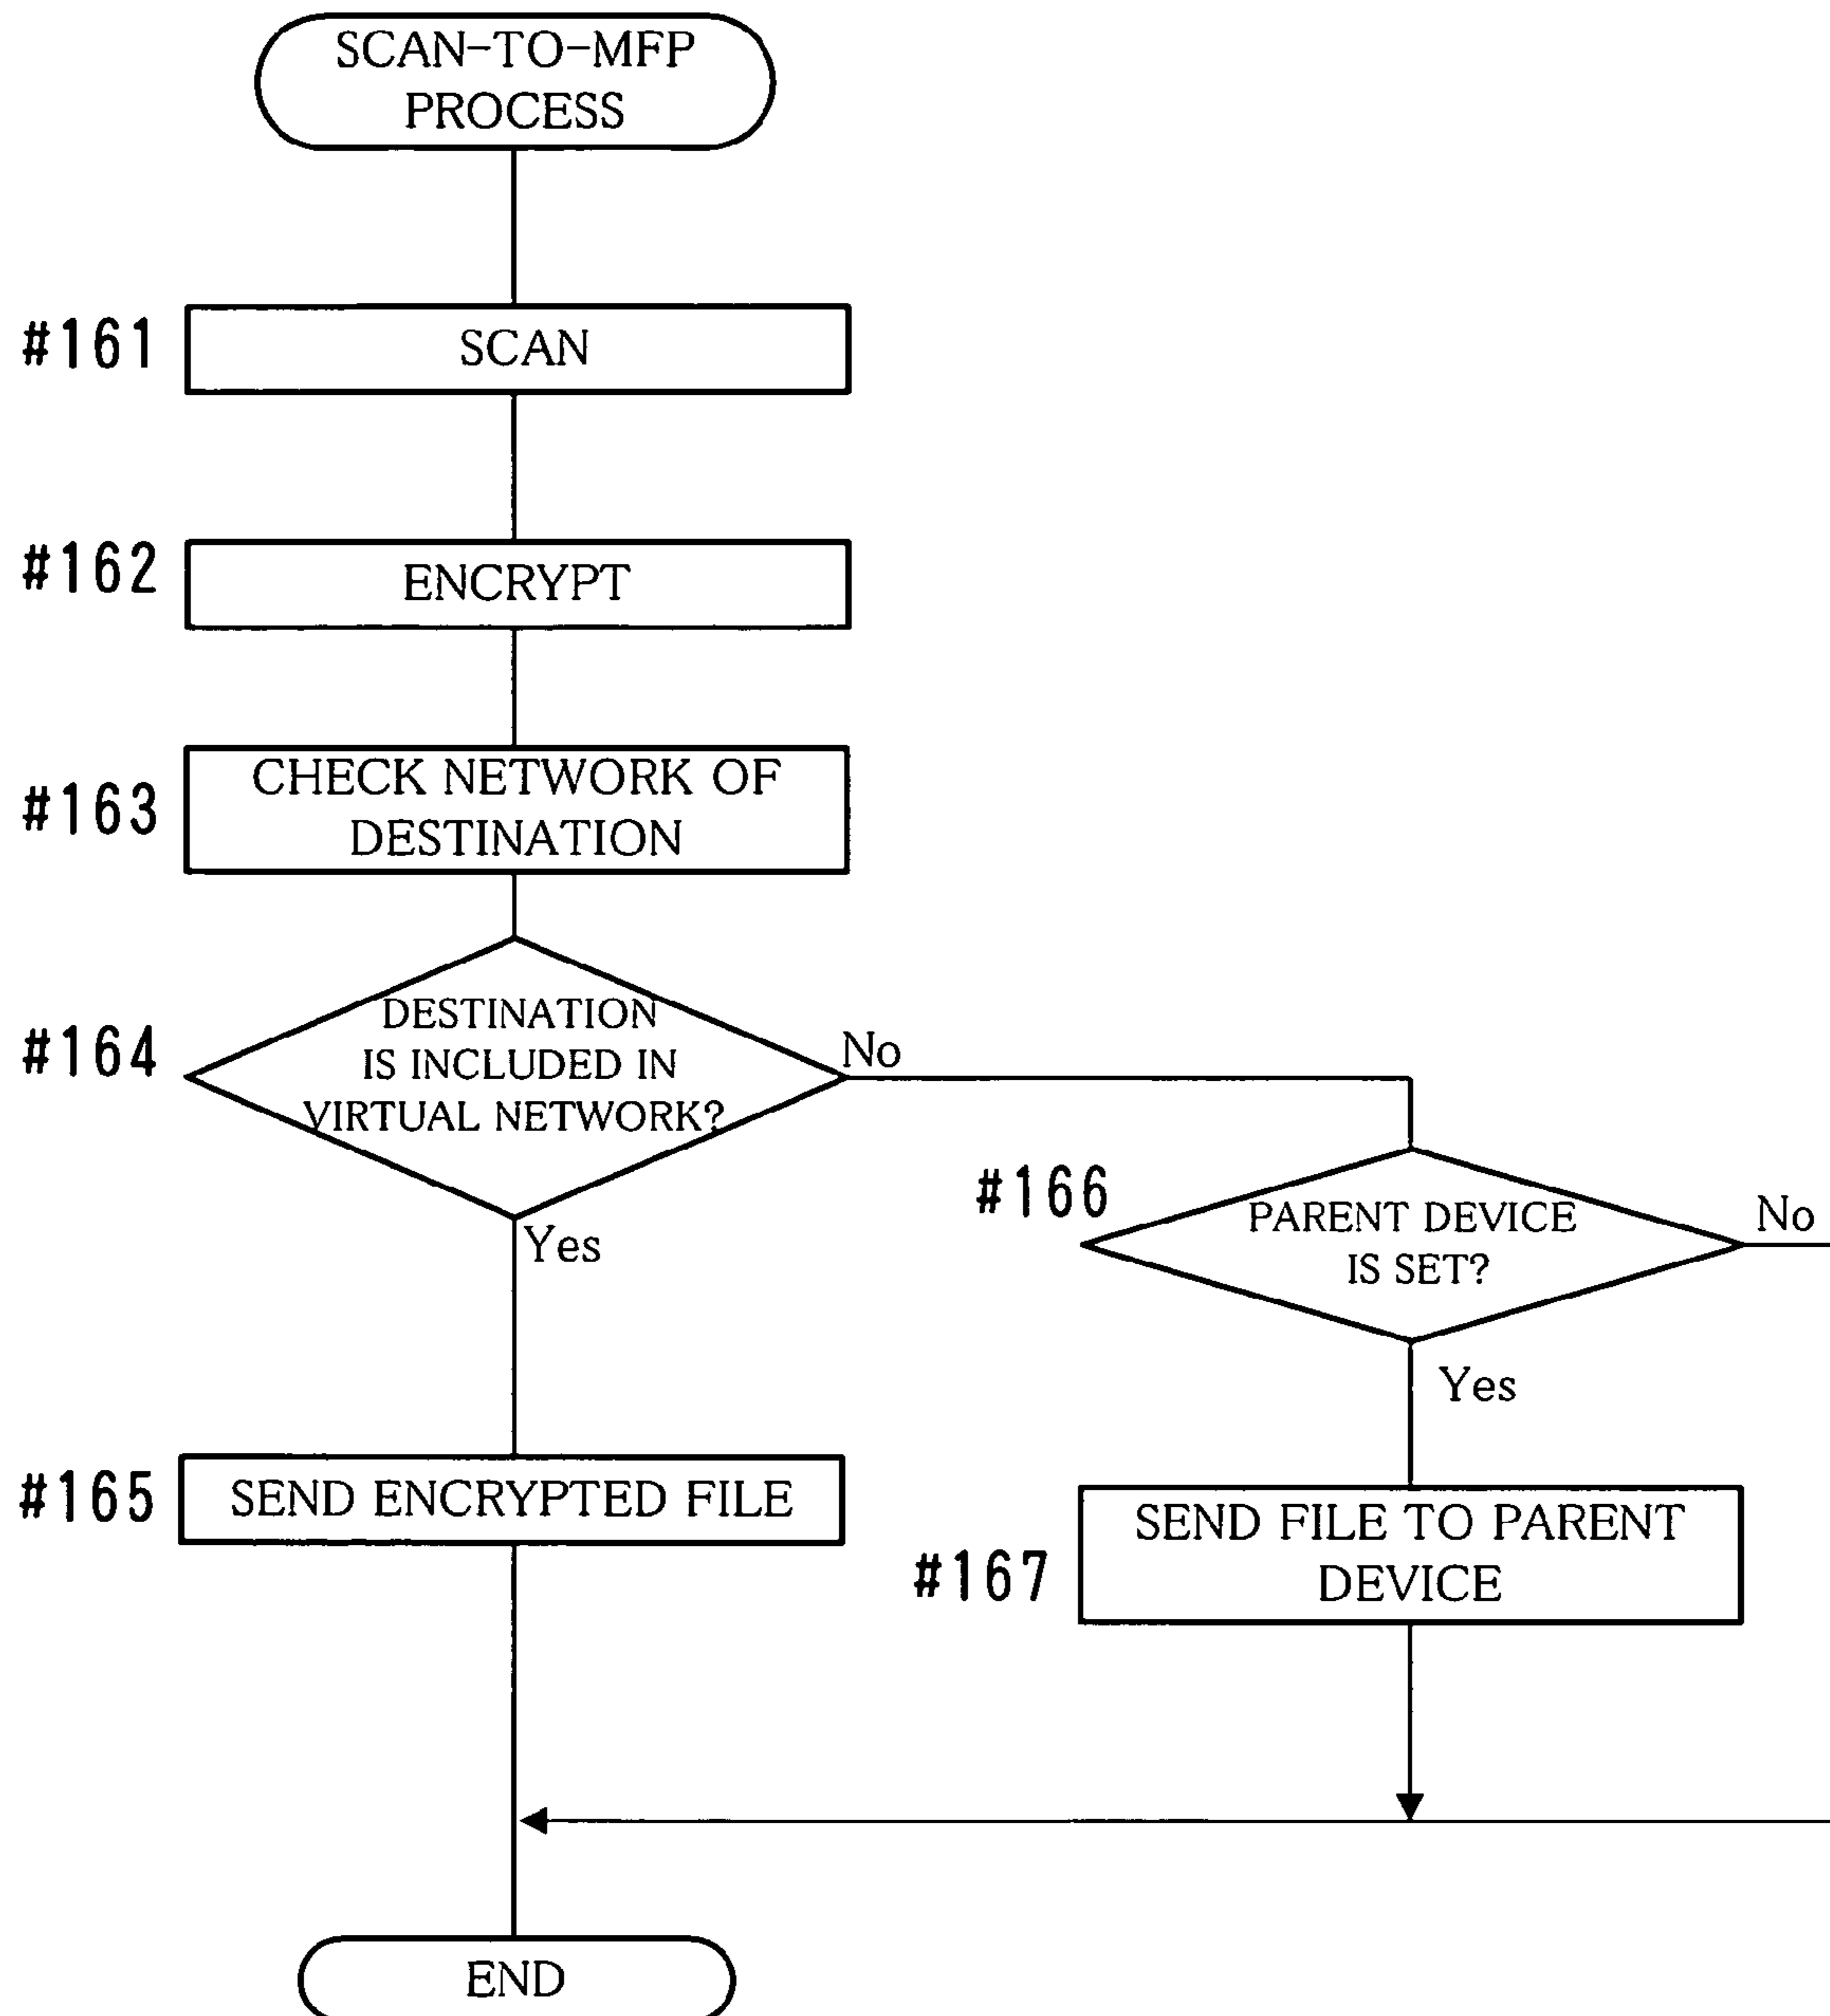 SCAN-TO-MFP
PROCESS
#161
SCAN
#162
ENCRYPT
#163
CHECK NETWORK OF
DESTINATION
#164
DESTINATION
IS INCLUDED IN
VIRTUAL NETWORK?
No
Yes
#166
PARENT DEVICE
IS SET?
No
Yes
#165
SEND ENCRYPTED FILE
#167
SEND FILE TO PARENT
DEVICE
END